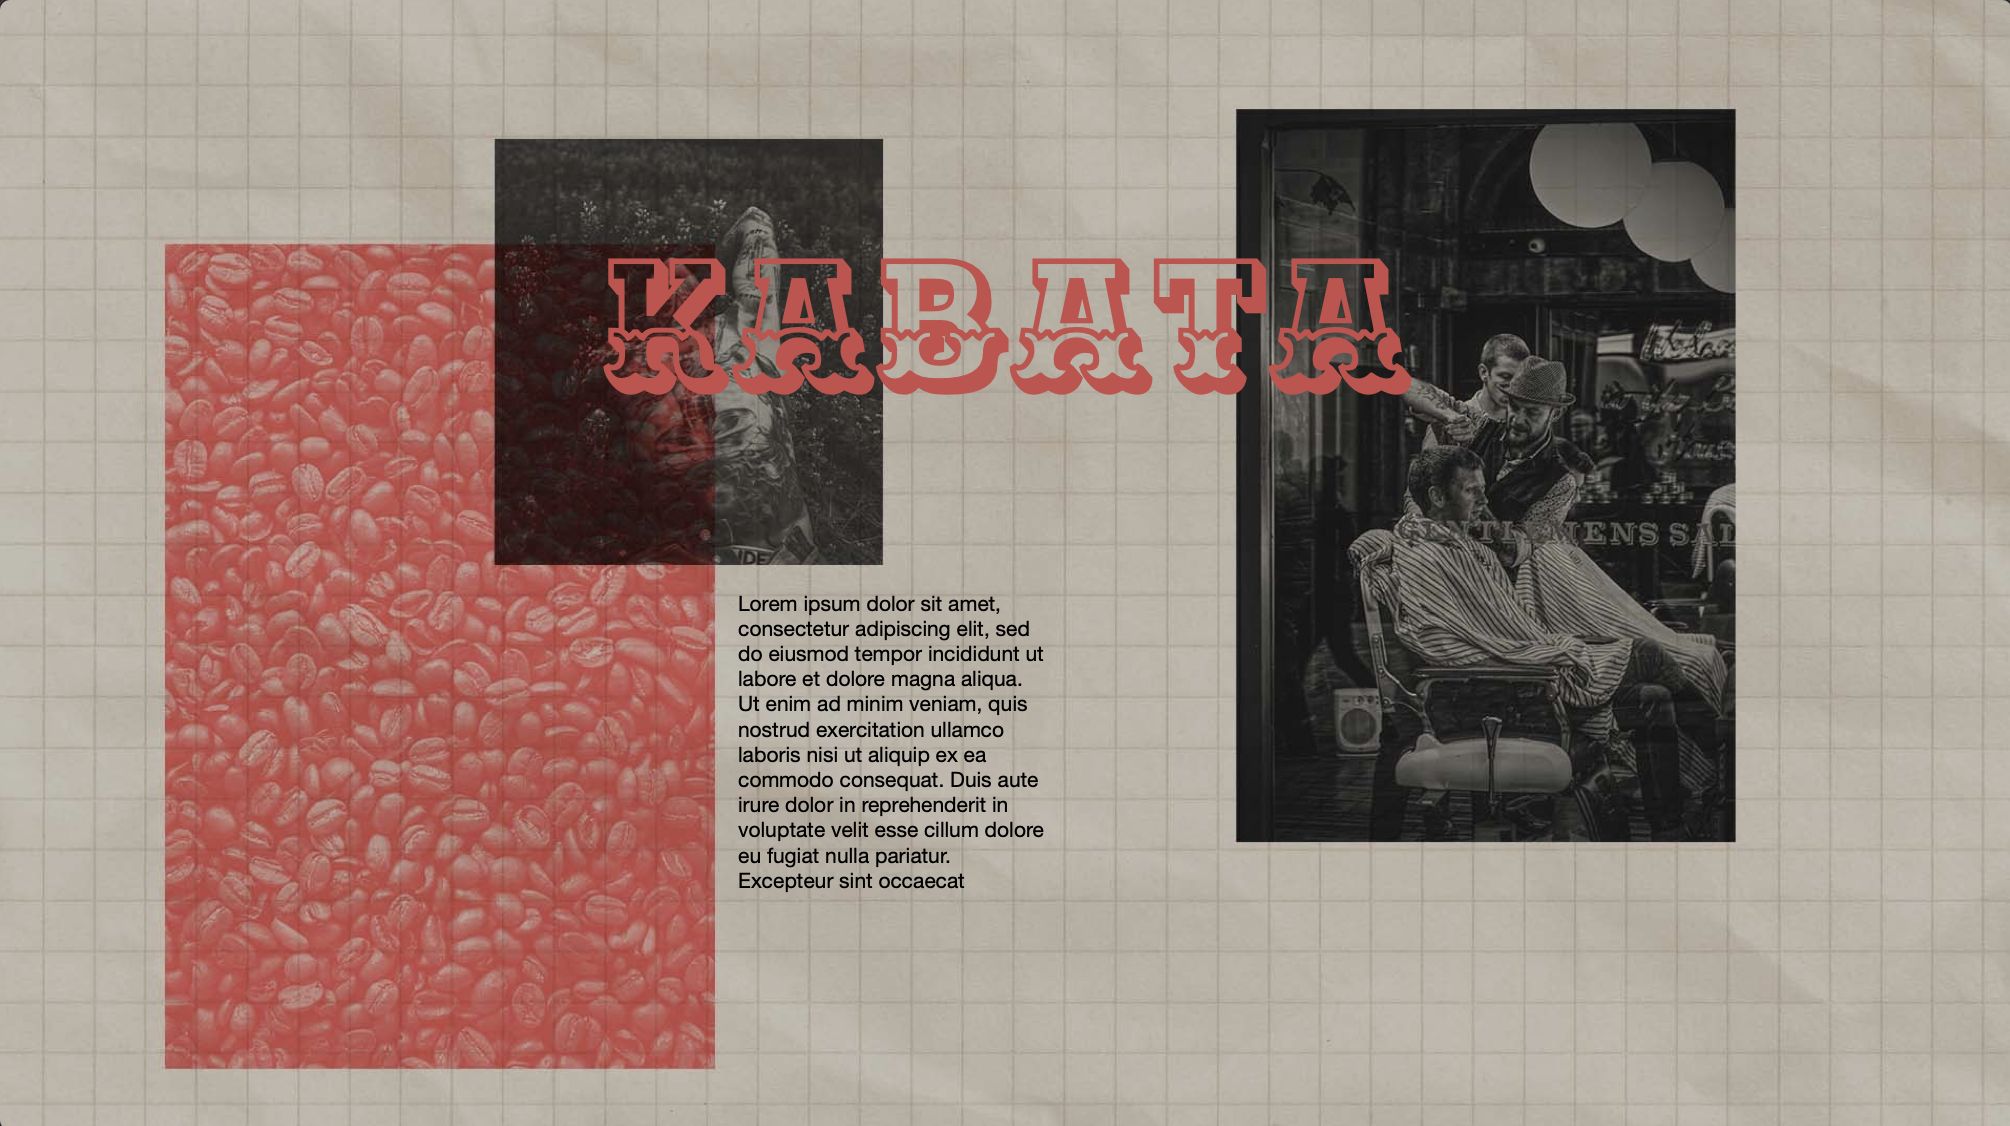 KABATA
Lorem ipsum dolor sit amet,
consectetur adipiscing elit, sed
do eiusmod tempor incididunt ut
labore et dolore magna aliqua.
Ut enim ad minim veniam, quis
nostrud exercitation ullamco
laboris nisi ut aliquip ex ea
commodo consequat. Duis aute
irure dolor in reprehenderit in
voluptate velit esse cillum dolore
eu fugiat nulla pariatur.
Excepteur sint occaecat